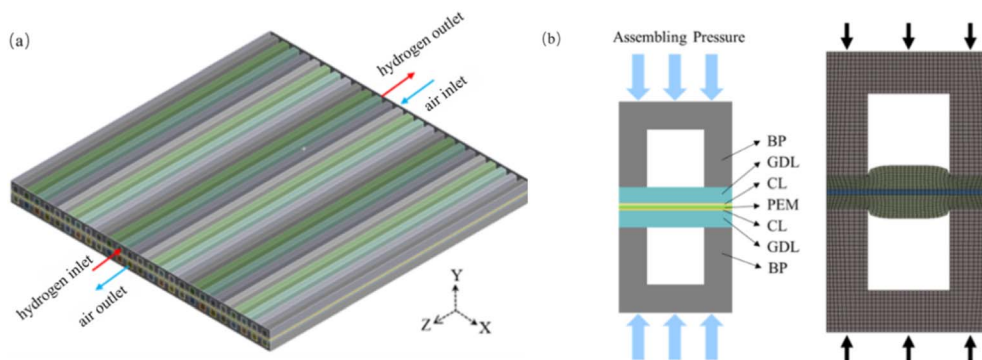 (a)
hydrogen outlet
air inlet
hydrogen inlet
air outlet
Y
Z
X
(b)
Assembling Pressure
BP
GDL
CL
PEM
CL
GDL
BP